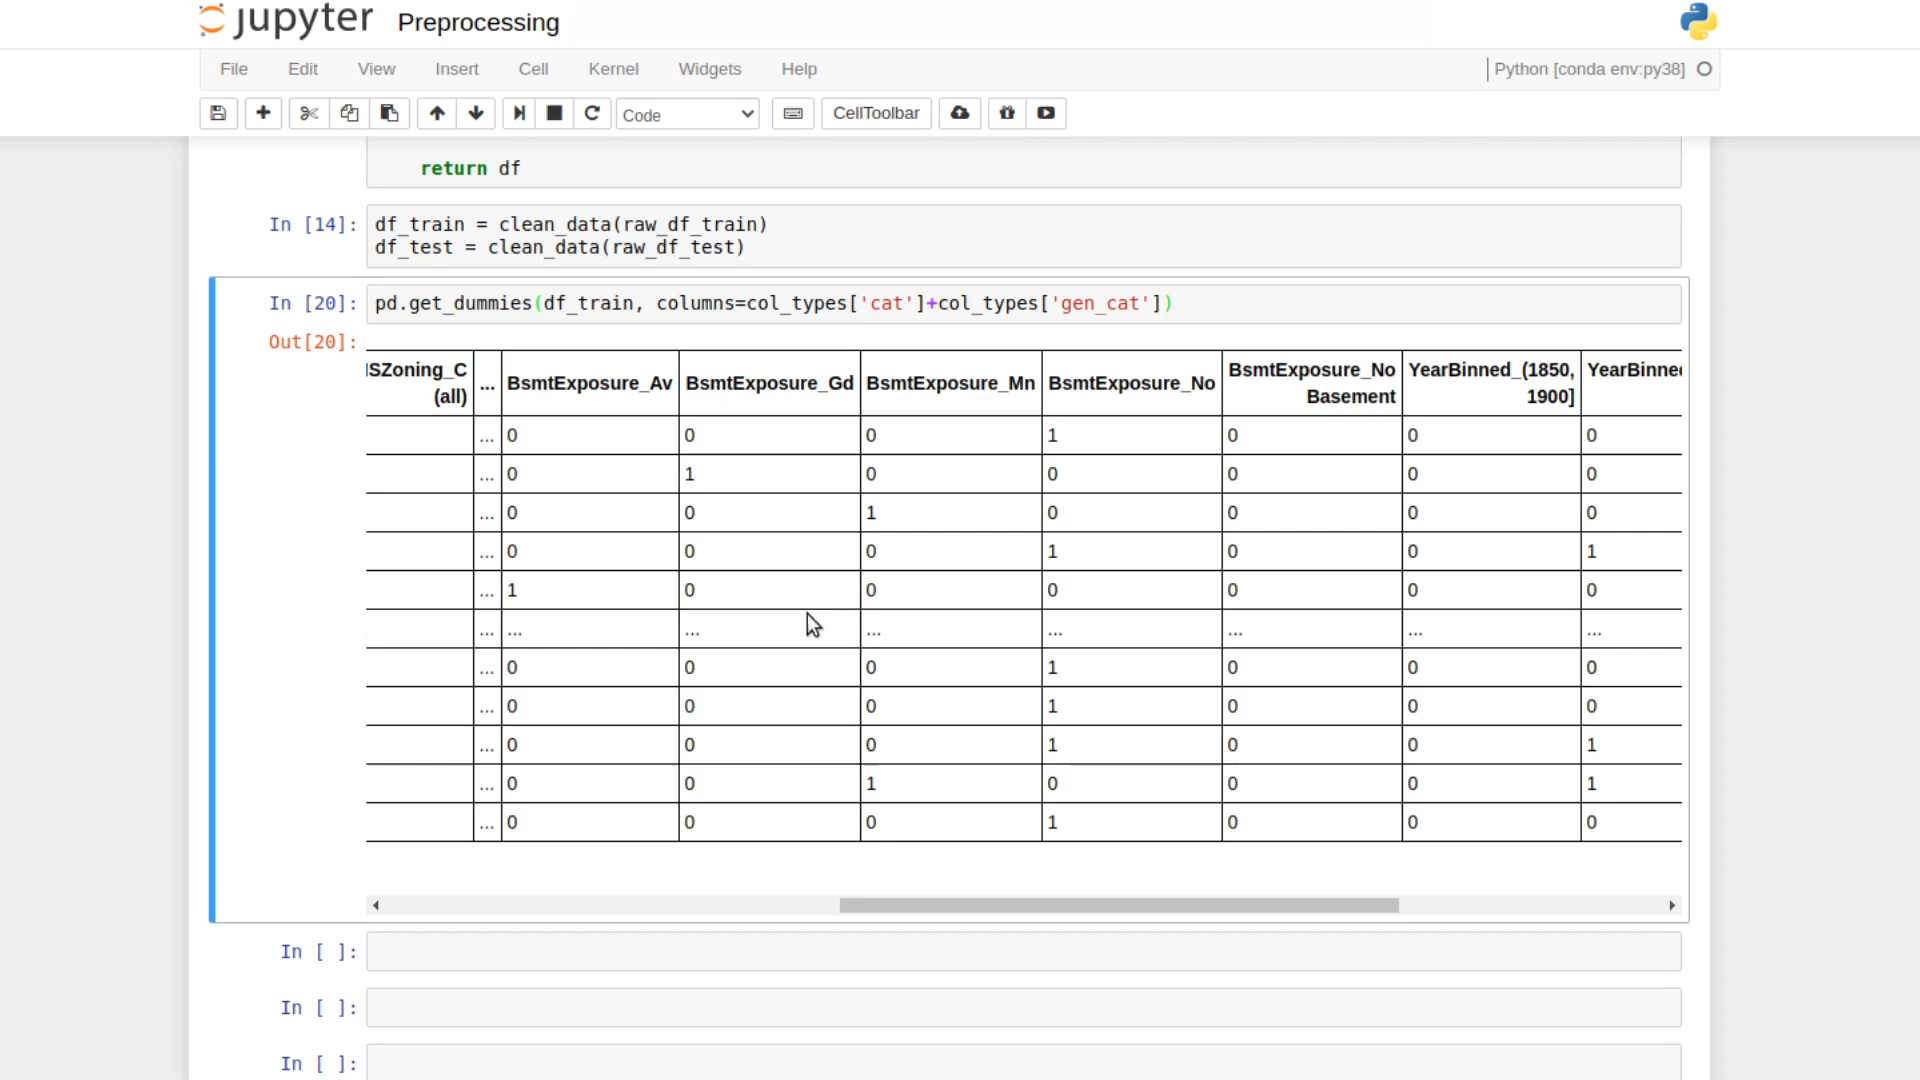 jupyter Preprocessing
File Edit View Insert Cell Kernel Widgets Help Python [conda env:py38]
Code CellToolbar
return df
In [14]: df_train = clean_data(raw_df_train)
df_test = clean_data(raw_df_test)
In [20]: pd.get_dummies(df_train, columns=col_types['cat']+col_types['gen_cat'])
Out[20]:
SZoning_C (all) ... BsmtExposure_Av BsmtExposure_Gd BsmtExposure_Mn BsmtExposure_No BsmtExposure_No Basement YearBinned_(1850, 1900] YearBinned
... 0 0 0 1 0 0 0
... 0 1 0 0 0 0 0
... 0 0 1 0 0 0 0
... 0 0 0 1 0 0 1
... 1 0 0 0 0 0 0
... ... ... ... ... ... ... ...
... 0 0 0 1 0 0 0
... 0 0 0 1 0 0 0
... 0 0 0 1 0 0 1
... 0 0 1 0 0 0 1
... 0 0 0 1 0 0 0
In [ ]:
In [ ]:
In [ ]: